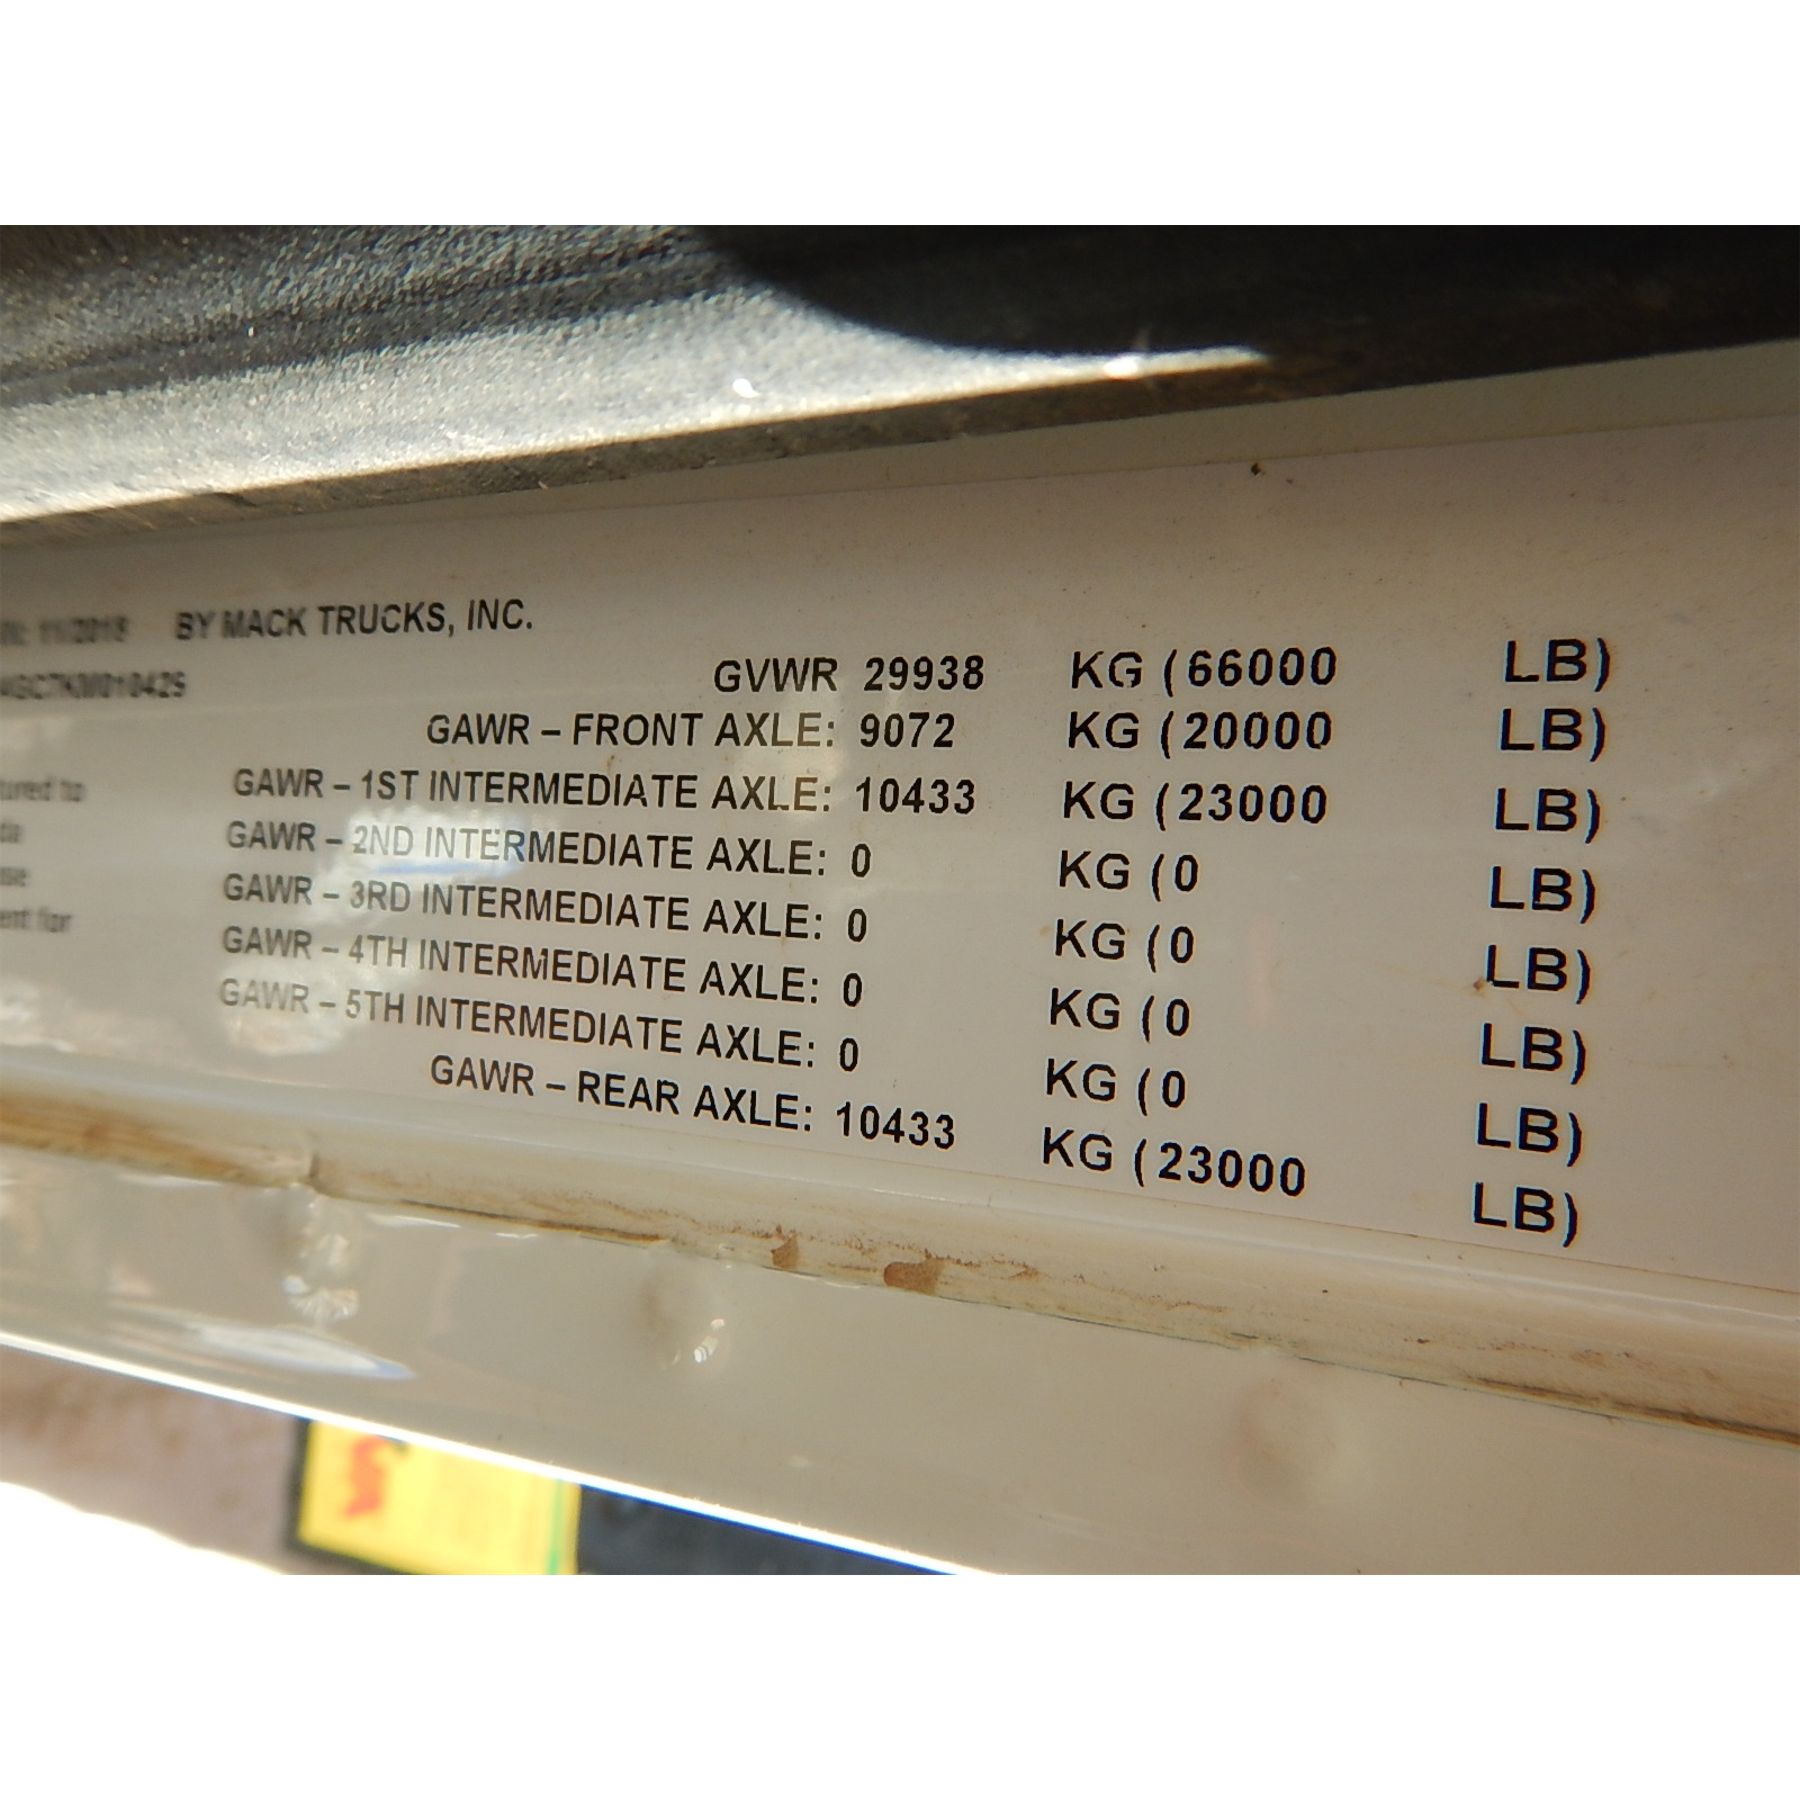 11/2018 BY MACK TRUCKS, INC.
GVWR 29938 KG (66000 LB)
GAWR – FRONT AXLE: 9072 KG (20000 LB)
GAWR – 1ST INTERMEDIATE AXLE: 10433 KG (23000 LB)
GAWR – 2ND INTERMEDIATE AXLE: 0 KG (0 LB)
GAWR – 3RD INTERMEDIATE AXLE: 0 KG (0 LB)
GAWR – 4TH INTERMEDIATE AXLE: 0 KG (0 LB)
GAWR – 5TH INTERMEDIATE AXLE: 0 KG (0 LB)
GAWR – REAR AXLE: 10433 KG (23000 LB)